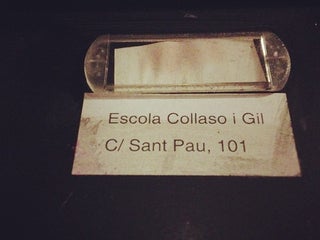 Escola Collaso i Gil
C/ Sant Pau, 101